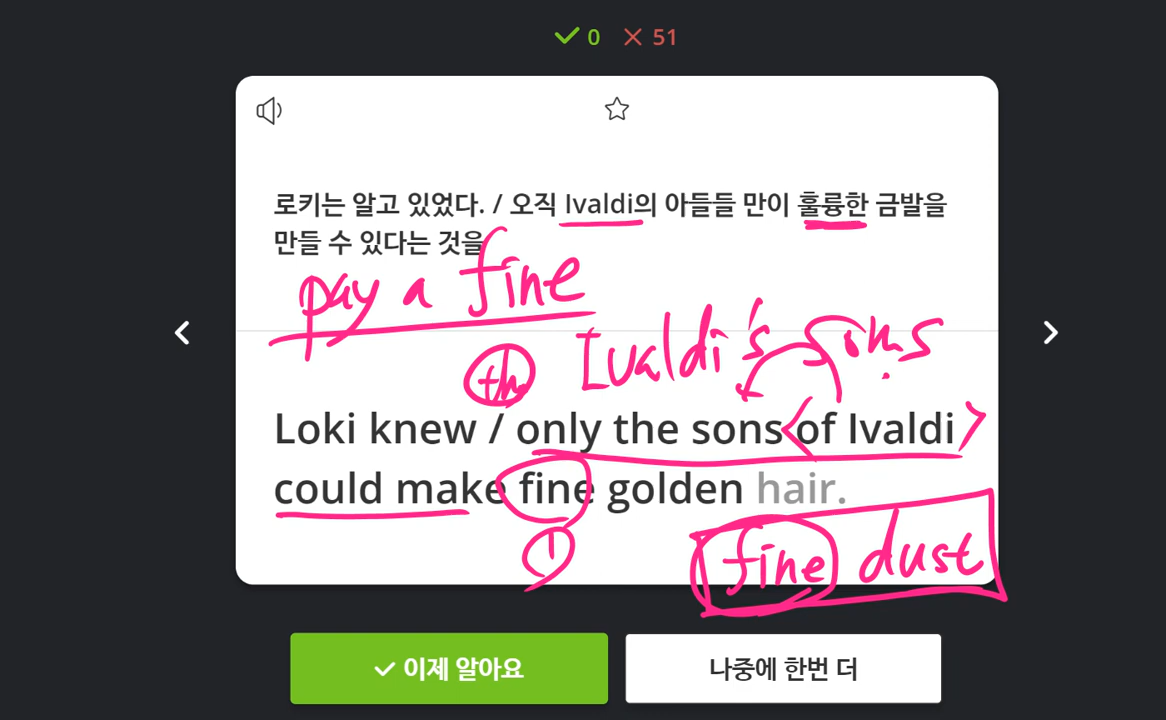 0 51
로키는 알고 있었다. / 오직 Ivaldi의 아들들 만이 훌륭한 금발을
만들 수 있다는 것을
pay a fine
the Ivaldi's sons
Loki knew / only the sons <of Ivaldi>
could make fine golden hair.
①
fine dust
이제 알아요
나중에 한번 더